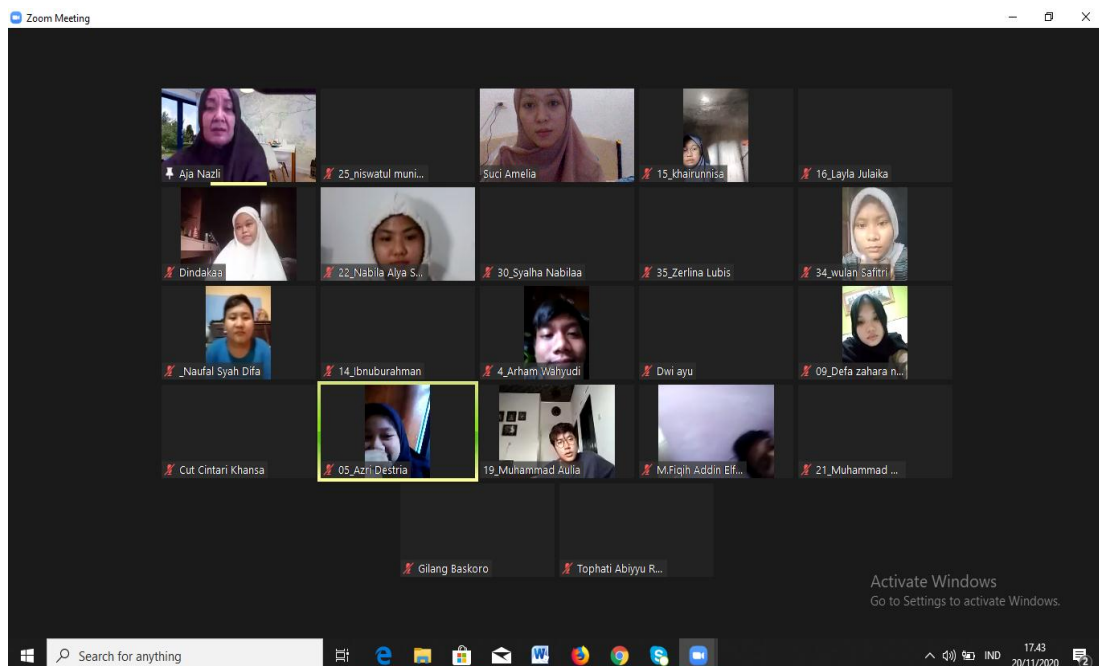 Zoom Meeting
Aja Nazli
25_niswatul muni...
Suci Amelia
15_khairunnisa
16_Layla Julaika
Dindakaa
22_Nabila Alya S...
30_Syalha Nabilaa
35_Zerlina Lubis
34_wulan Safitri
_Naufal Syah Difa
14_Ibnuburahman
4_Arham Wahyudi
Dwi ayu
09_Defa zahara n...
Cut Cintari Khansa
05_Azri Destria
19_Muhammad Aulia
M.Fiqih Addin Elf...
21_Muhammad ...
Gilang Baskoro
Tophati Abiyyu R...
Activate Windows
Go to Settings to activate Windows.
Search for anything
IND
17.43
20/11/2020
2